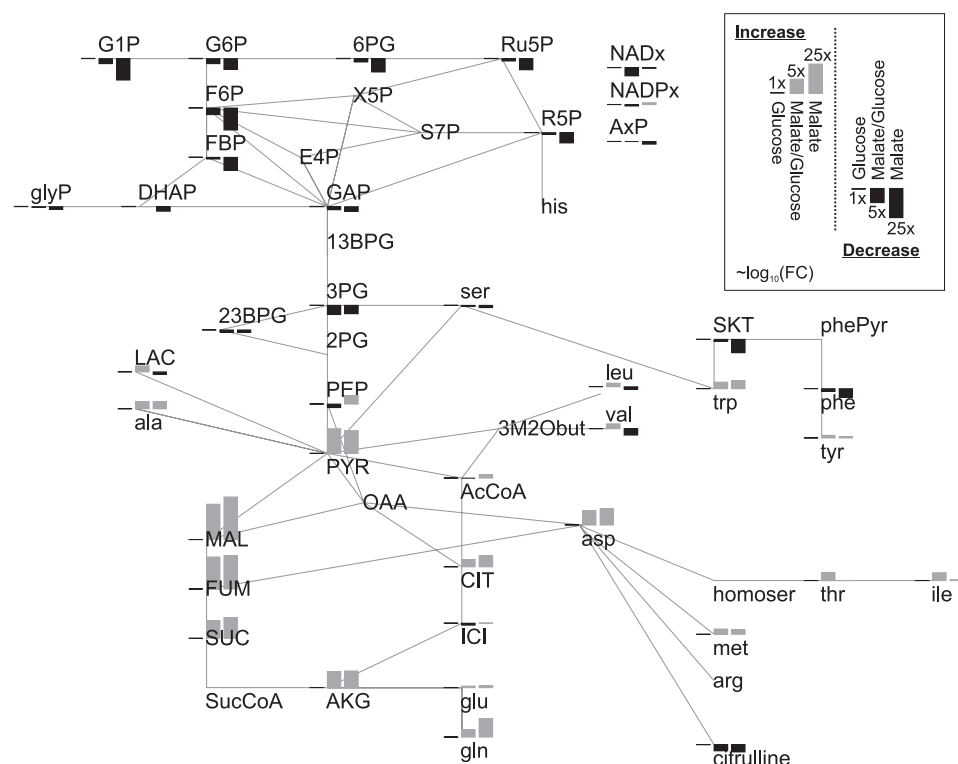 G1P G6P 6PG Ru5P NADx
NADPx
AxP
F6P X5P S7P R5P
FBP E4P
glyP DHAP GAP his
13BPG
3PG ser
23BPG 2PG
SKT phePyr
LAC PEP leu trp phe
ala val
3M2Obut tyr
PYR AcCoA
OAA
MAL asp
FUM CIT homoser thr ile
SUC ICI met
SucCoA AKG glu arg
gln citrulline
Increase
1x 5x 25x
Glucose
Malate/Glucose
Malate
Glucose
Malate/Glucose
Malate
1x 5x 25x
Decrease
~log10(FC)